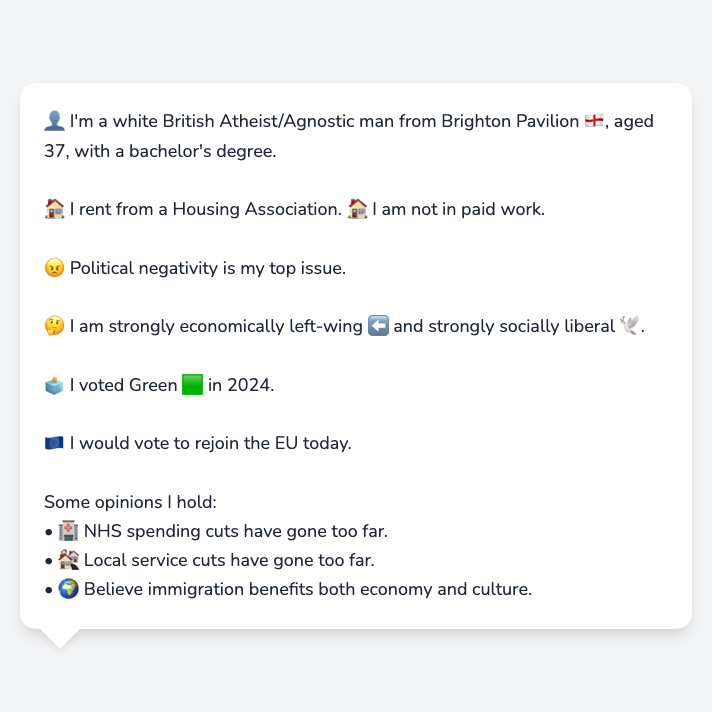 👤 I'm a white British Atheist/Agnostic man from Brighton Pavilion 🏴󠁧󠁢󠁥󠁮󠁧󠁿, aged
37, with a bachelor's degree.
🏠 I rent from a Housing Association. 🏠 I am not in paid work.
😠 Political negativity is my top issue.
🤔 I am strongly economically left-wing ⬅️ and strongly socially liberal 🕊️.
🗳️ I voted Green 🟩 in 2024.
🇪🇺 I would vote to rejoin the EU today.
Some opinions I hold:
• 🏥 NHS spending cuts have gone too far.
• 🏚️ Local service cuts have gone too far.
• 🌍 Believe immigration benefits both economy and culture.